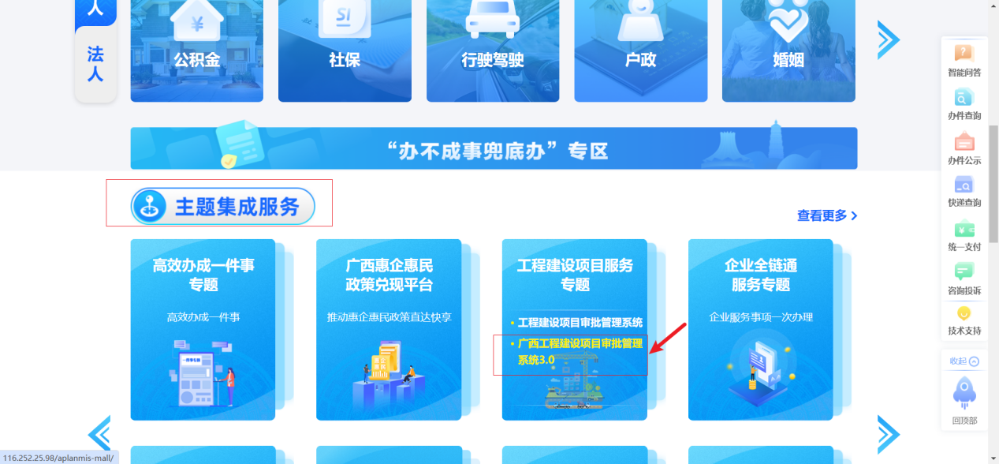 人
法
人
公积金
社保
行驶驾驶
户政
婚姻
“办不成事兜底办”专区
主题集成服务
查看更多
高效办成一件事
专题
高效办成一件事
广西惠企惠民
政策兑现平台
推动惠企惠民政策直达快享
工程建设项目服务
专题
• 工程建设项目审批管理系统
• 广西工程建设项目审批管理
系统3.0
企业全链通
服务专题
企业服务事项一次办理
智能问答
办件查询
办件公示
快递查询
统一支付
咨询投诉
技术支持
收起
回顶部
116.252.25.98/aplanmis-mall/